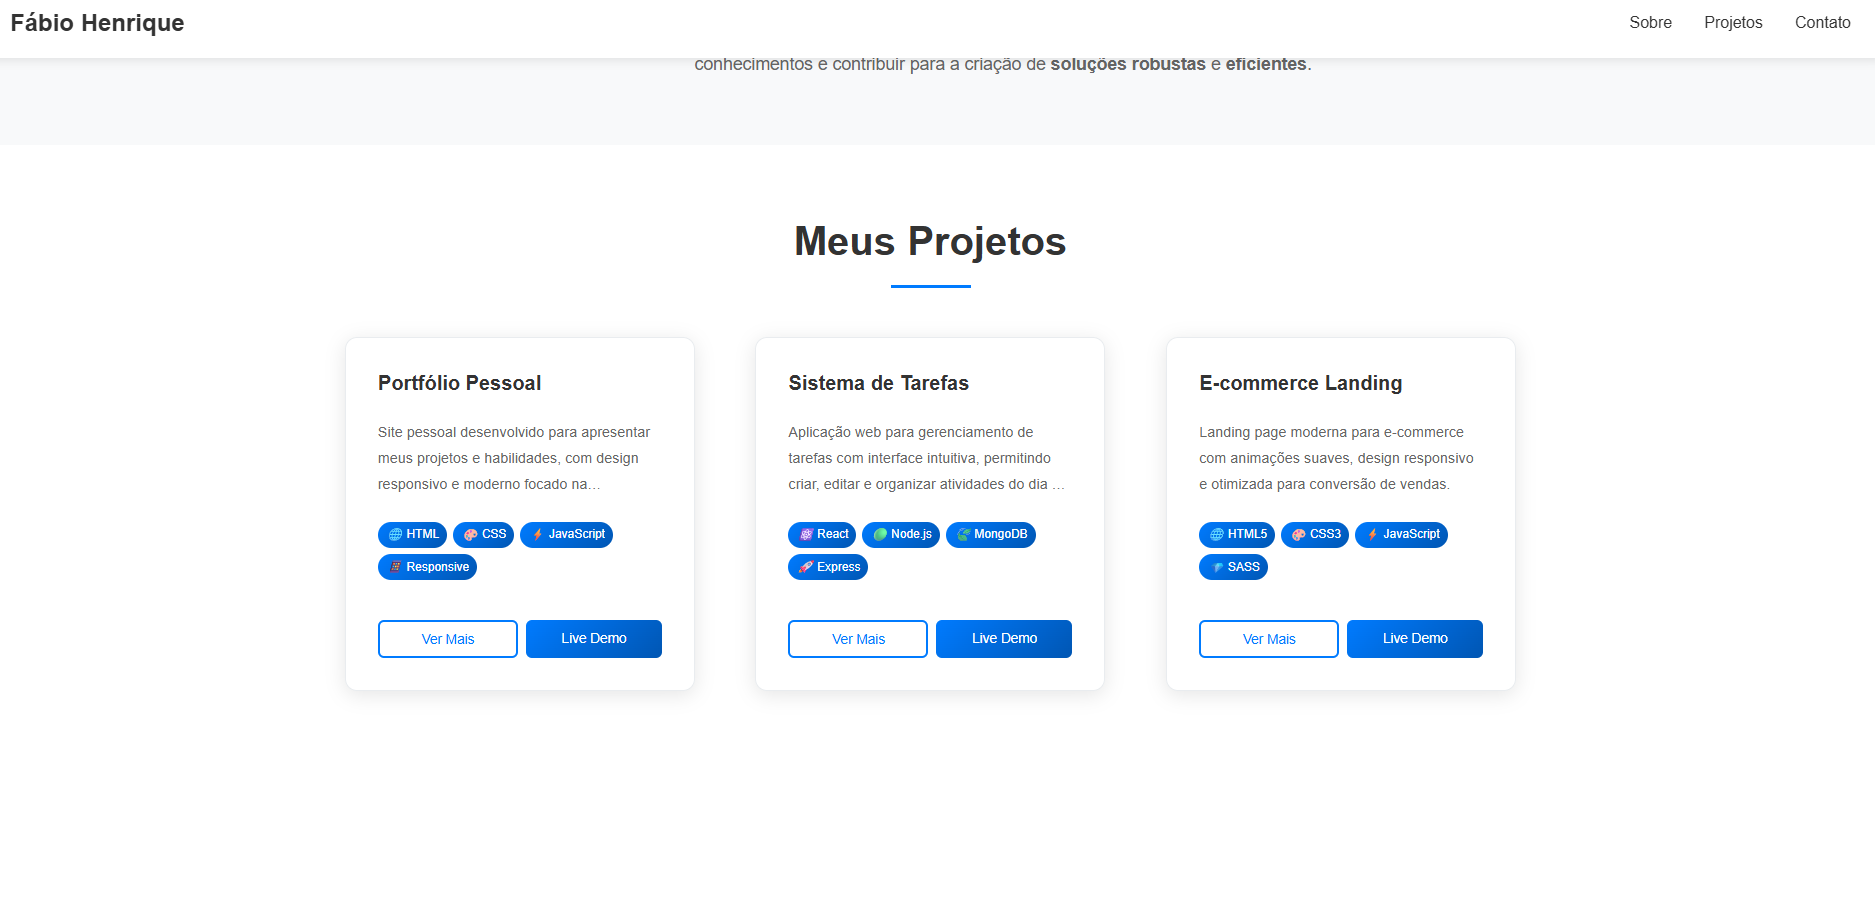 Fábio Henrique
Sobre Projetos Contato
conhecimentos e contribuir para a criação de soluções robustas e eficientes.
Meus Projetos
Portfólio Pessoal
Site pessoal desenvolvido para apresentar
meus projetos e habilidades, com design
responsivo e moderno focado na...
HTML CSS JavaScript
Responsive
Ver Mais Live Demo
Sistema de Tarefas
Aplicação web para gerenciamento de
tarefas com interface intuitiva, permitindo
criar, editar e organizar atividades do dia ...
React Node.js MongoDB
Express
Ver Mais Live Demo
E-commerce Landing
Landing page moderna para e-commerce
com animações suaves, design responsivo
e otimizada para conversão de vendas.
HTML5 CSS3 JavaScript
SASS
Ver Mais Live Demo